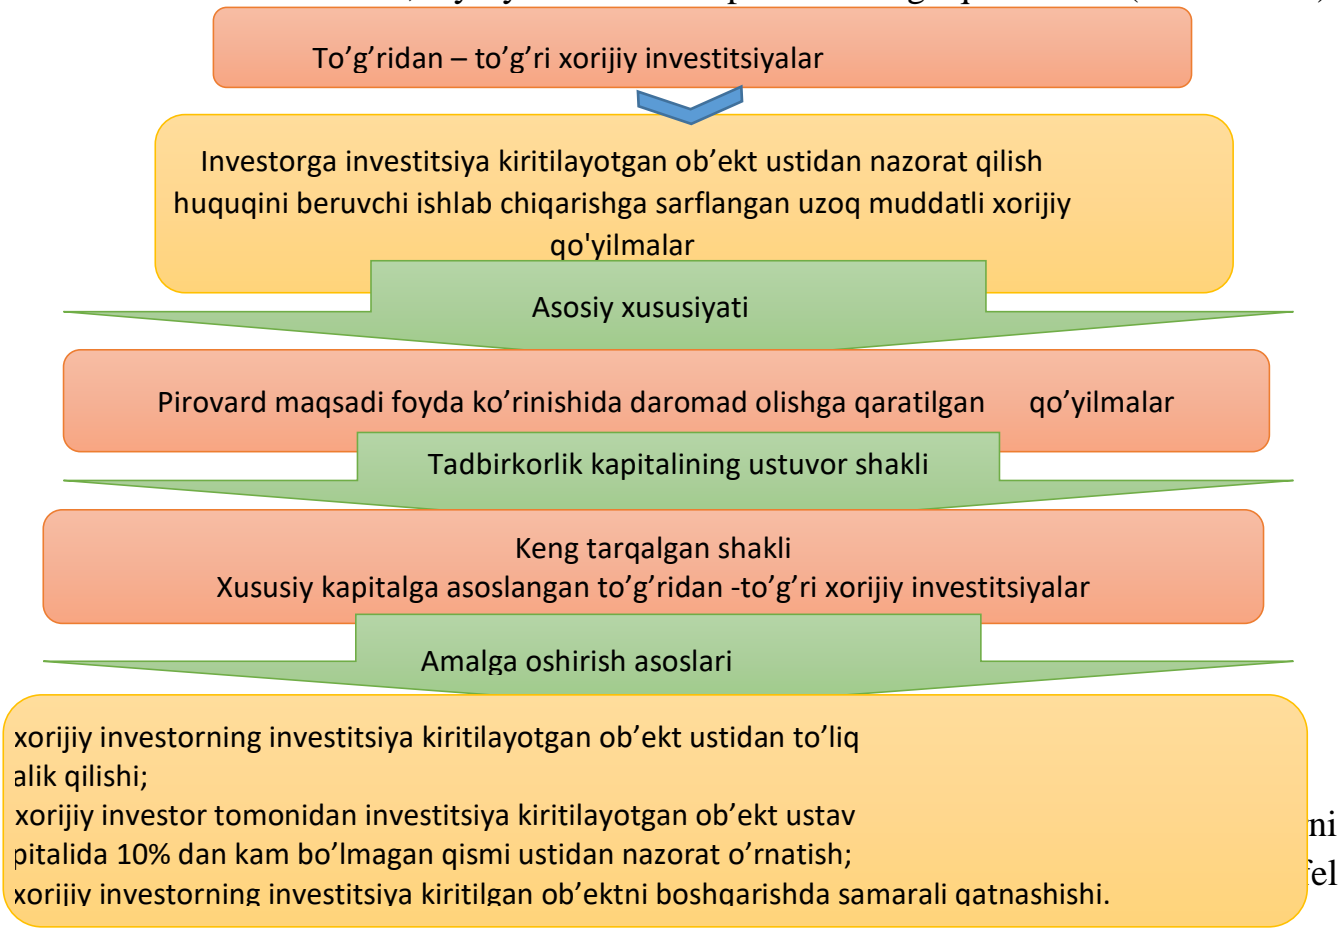 To’g’ridan – to’g’ri xorijiy investitsiyalar
Investorga investitsiya kiritilayotgan ob’ekt ustidan nazorat qilish
huquqini beruvchi ishlab chiqarishga sarflangan uzoq muddatli xorijiy
qo'yilmalar
Asosiy xususiyati
Pirovard maqsadi foyda ko’rinishida daromad olishga qaratilgan qo’yilmalar
Tadbirkorlik kapitalining ustuvor shakli
Keng tarqalgan shakli
Xususiy kapitalga asoslangan to’g’ridan -to’g’ri xorijiy investitsiyalar
Amalga oshirish asoslari
xorijiy investorning investitsiya kiritilayotgan ob’ekt ustidan to’liq
alik qilishi;
xorijiy investor tomonidan investitsiya kiritilayotgan ob’ekt ustav
pitalida 10% dan kam bo’lmagan qismi ustidan nazorat o’rnatish;
xorijiy investorning investitsiya kiritilgan ob’ektni boshqarishda samarali qatnashishi.
ni
fel